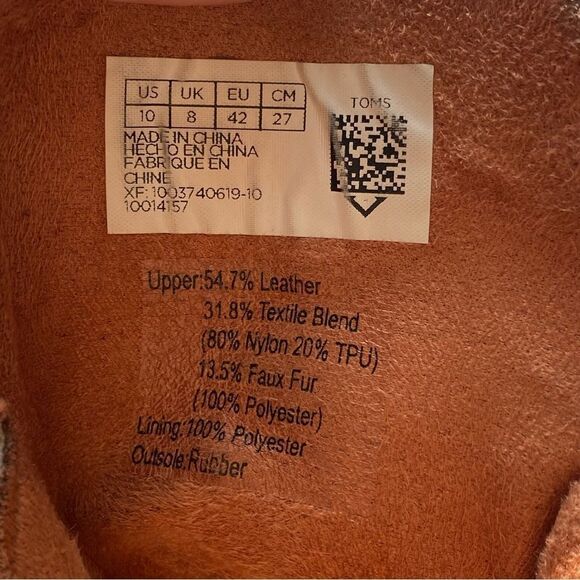 US UK EU CM
10 8 42 27
TOMS
MADE IN CHINA
HECHO EN CHINA
FABRIQUE EN
CHINE
XF: 1003740619-10
10014157
Upper:54.7% Leather
31.8% Textile Blend
(80% Nylon 20% TPU)
13.5% Faux Fur
(100% Polyester)
Lining:100% Polyester
Outsole:Rubber